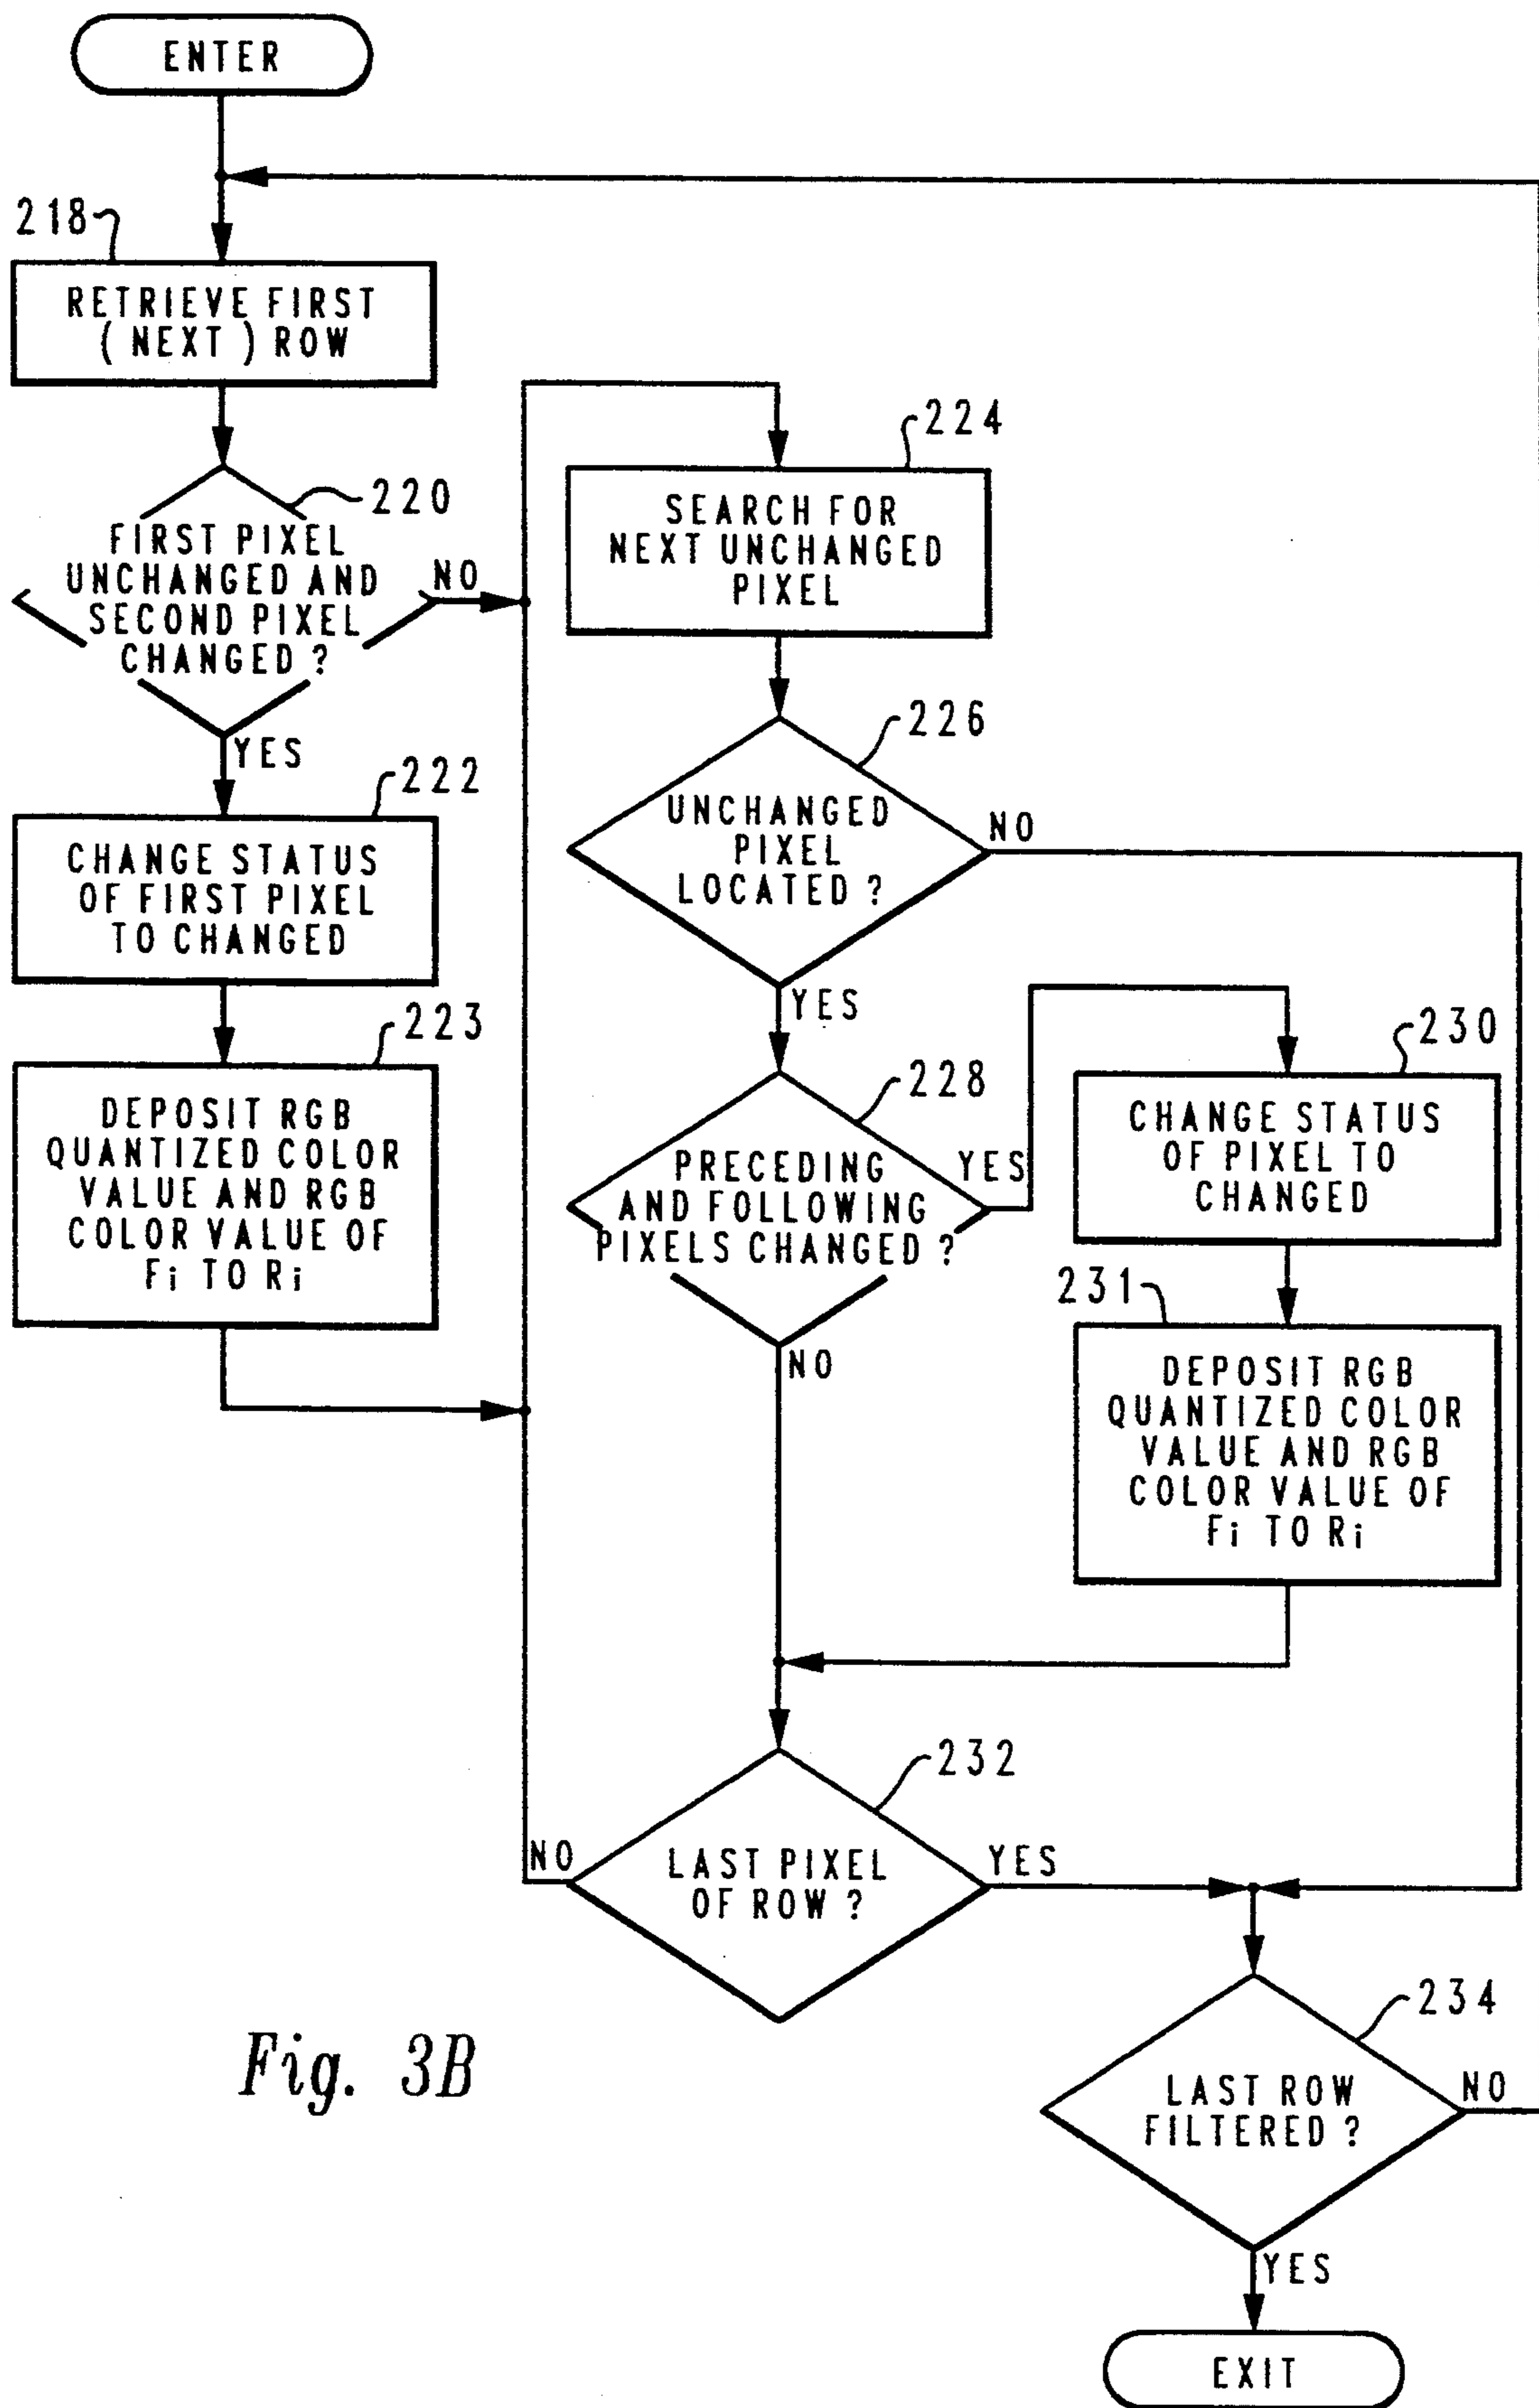 ENTER
218
RETRIEVE FIRST
( NEXT ) ROW
220
FIRST PIXEL
UNCHANGED AND
SECOND PIXEL
CHANGED ?
NO
YES
222
CHANGE STATUS
OF FIRST PIXEL
TO CHANGED
223
DEPOSIT RGB
QUANTIZED COLOR
VALUE AND RGB
COLOR VALUE OF
Fi TO Ri
224
SEARCH FOR
NEXT UNCHANGED
PIXEL
226
UNCHANGED
PIXEL
LOCATED ?
NO
YES
228
PRECEDING
AND FOLLOWING
PIXELS CHANGED ?
YES
NO
230
CHANGE STATUS
OF PIXEL TO
CHANGED
231
DEPOSIT RGB
QUANTIZED COLOR
VALUE AND RGB
COLOR VALUE OF
Fi TO Ri
232
LAST PIXEL
OF ROW ?
NO
YES
234
LAST ROW
FILTERED ?
NO
YES
EXIT
Fig. 3B